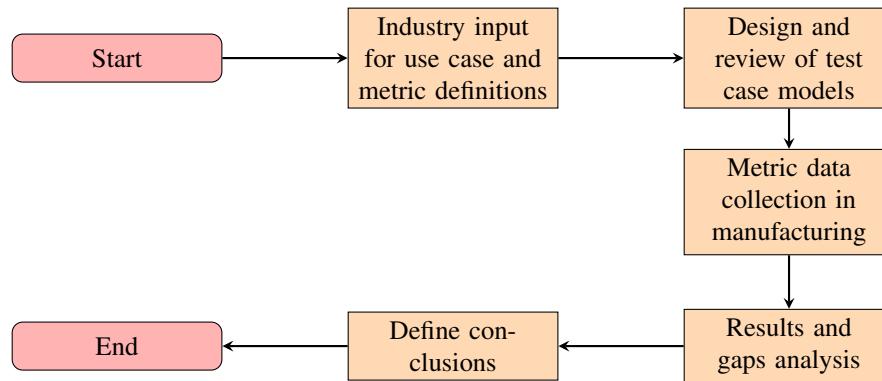 Start
Industry input
for use case and
metric definitions
Design and
review of test
case models
Metric data
collection in
manufacturing
Results and
gaps analysis
Define con-
clusions
End